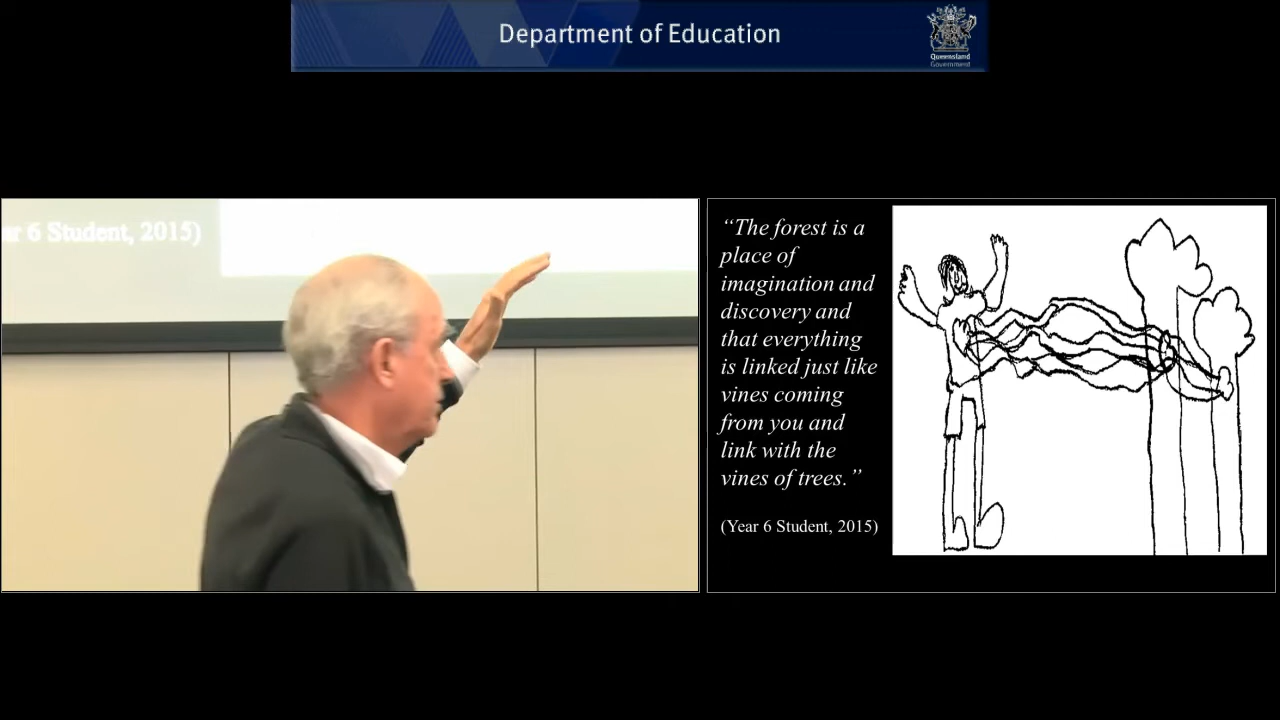 Department of Education
Queensland
Government
ar 6 Student, 2015)
“The forest is a
place of
imagination and
discovery and
that everything
is linked just like
vines coming
from you and
link with the
vines of trees.”
(Year 6 Student, 2015)